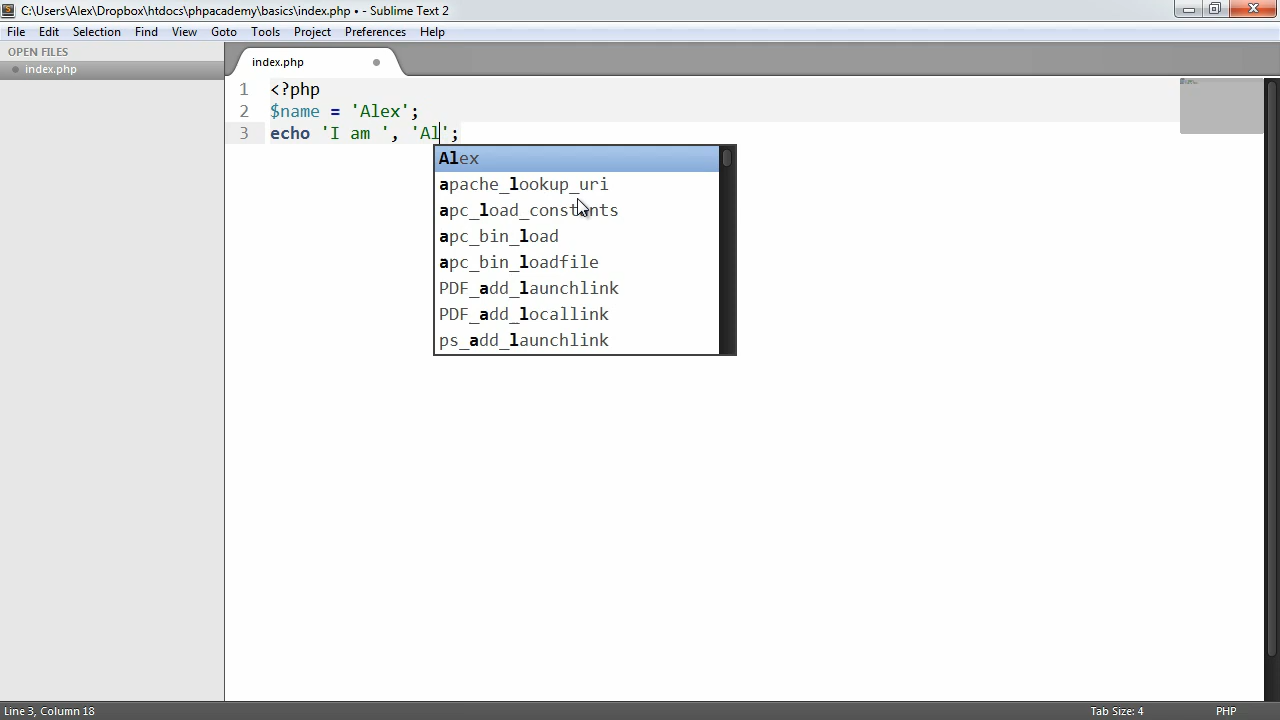 C:\Users\Alex\Dropbox\htdocs\phpacademy\basics\index.php • - Sublime Text 2
File Edit Selection Find View Goto Tools Project Preferences Help
OPEN FILES
index.php
index.php
1 <?php
2 $name = 'Alex';
3 echo 'I am ', 'Al';
Alex
apache_lookup_uri
apc_load_constants
apc_bin_load
apc_bin_loadfile
PDF_add_launchlink
PDF_add_locallink
ps_add_launchlink
Line 3, Column 18 Tab Size: 4 PHP